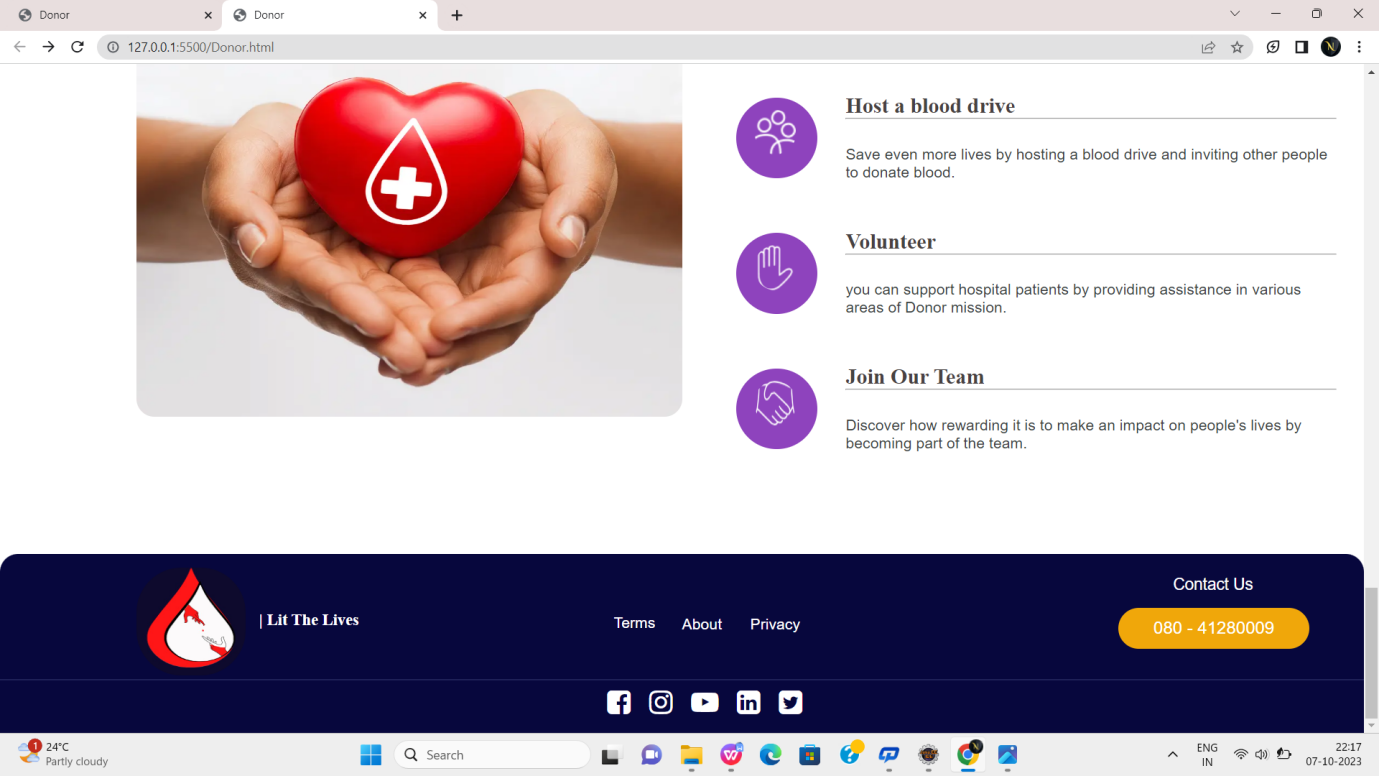 Donor
Donor
127.0.0.1:5500/Donor.html
N
Host a blood drive
Save even more lives by hosting a blood drive and inviting other people
to donate blood.
Volunteer
you can support hospital patients by providing assistance in various
areas of Donor mission.
Join Our Team
Discover how rewarding it is to make an impact on people's lives by
becoming part of the team.
| Lit The Lives
Terms About Privacy
Contact Us
080 - 41280009
1
24°C
Partly cloudy
Search
ENG
IN
22:17
07-10-2023